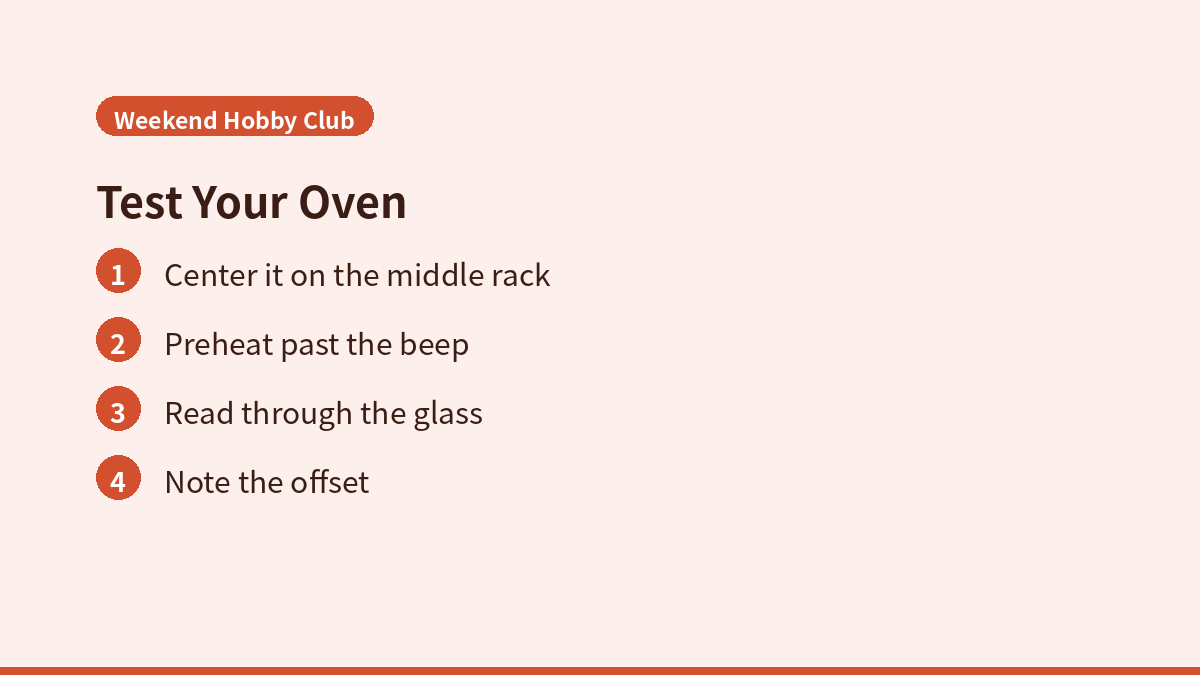 Weekend Hobby Club
Test Your Oven
1 Center it on the middle rack
2 Preheat past the beep
3 Read through the glass
4 Note the offset